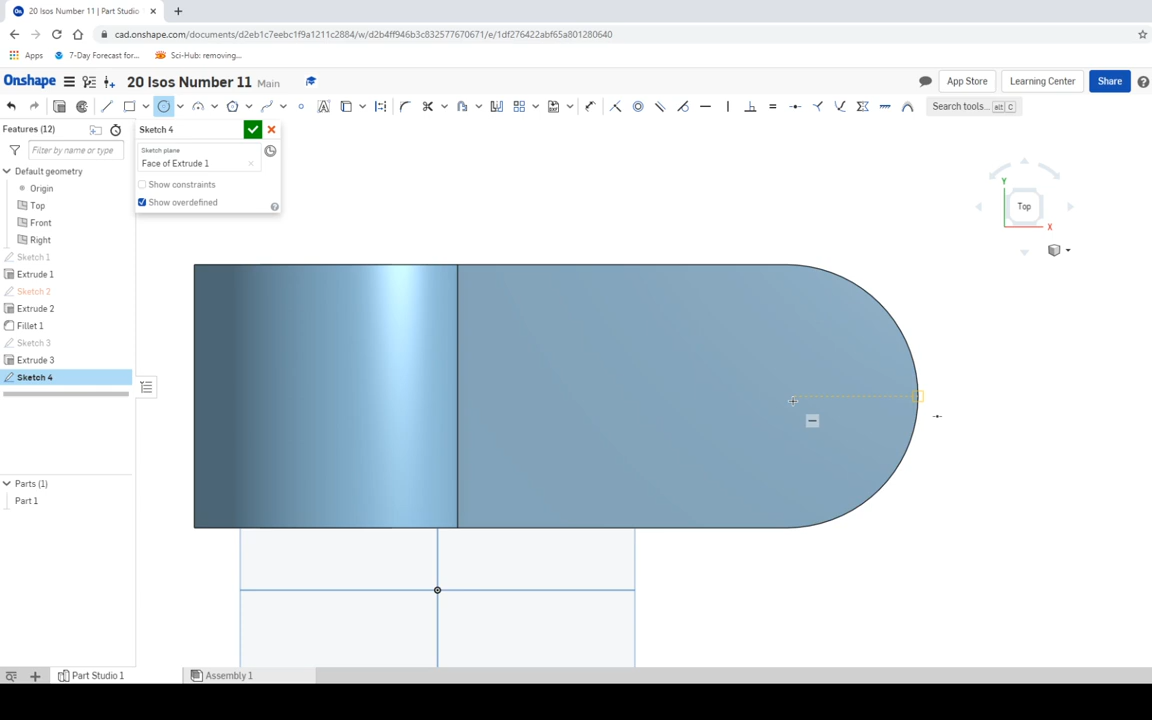 20 Isos Number 11 | Part Studio 1
cad.onshape.com/documents/d2eb1c7eebc1f9a1211c2884/w/d2b4ff946b3c832577670671/e/1df276422abf65a801280640
Apps
7-Day Forecast for...
Sci-Hub: removing...
Onshape
20 Isos Number 11
Main
App Store
Learning Center
Share
Search tools...
alt
C
Features (12)
Filter by name or type
Default geometry
Origin
Top
Front
Right
Sketch 1
Extrude 1
Sketch 2
Extrude 2
Fillet 1
Sketch 3
Extrude 3
Sketch 4
Sketch 4
Sketch plane
Face of Extrude 1
Show constraints
Show overdefined
Y
Top
X
Parts (1)
Part 1
Part Studio 1
Assembly 1